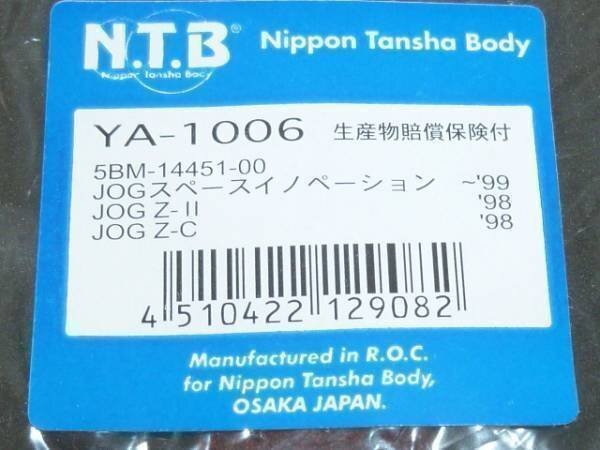 N.T.B®
Nippon Tansha Body
Nippon Tansha Body
YA-1006 生産物賠償保険付
5BM-14451-00
JOGスペースイノペーション ~'99
JOG Z-II '98
JOG Z-C '98
4 510422 129082
Manufactured in R.O.C.
for Nippon Tansha Body,
OSAKA JAPAN.